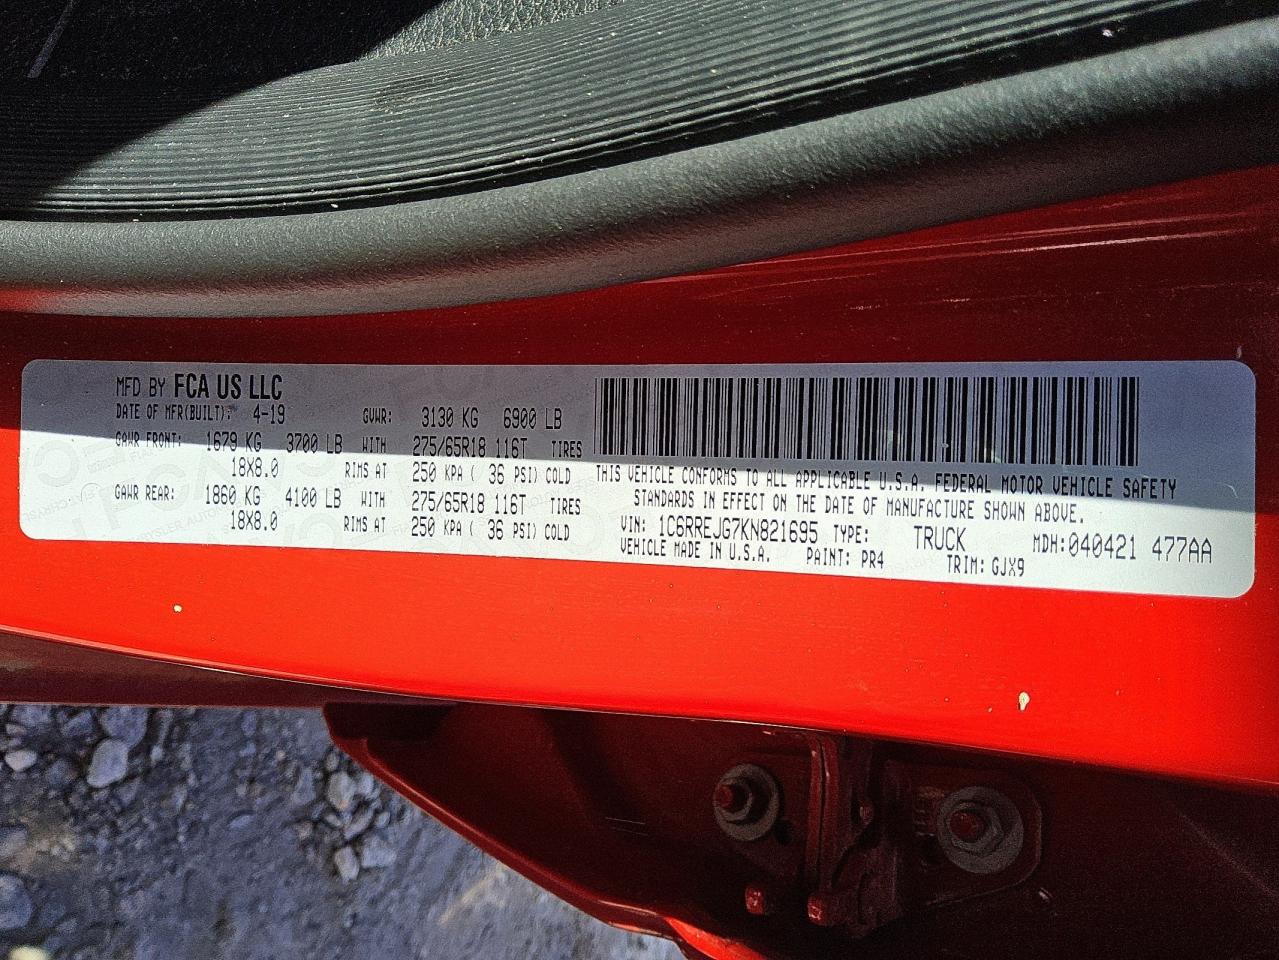 MFD BY FCA US LLC
DATE OF MFR(BUILT): 4-19 GVWR: 3130 KG 6900 LB
GAWR FRONT: 1679 KG 3700 LB WITH 275/65R18 116T TIRES
18X8.0 RIMS AT 250 KPA ( 36 PSI) COLD
GAWR REAR: 1860 KG 4100 LB WITH 275/65R18 116T TIRES
18X8.0 RIMS AT 250 KPA ( 36 PSI) COLD
THIS VEHICLE CONFORMS TO ALL APPLICABLE U.S.A. FEDERAL MOTOR VEHICLE SAFETY
STANDARDS IN EFFECT ON THE DATE OF MANUFACTURE SHOWN ABOVE.
VIN: 1C6RREJG7KN821695 TYPE: TRUCK MDH:040421 477AA
VEHICLE MADE IN U.S.A. PAINT: PR4 TRIM: GJX9